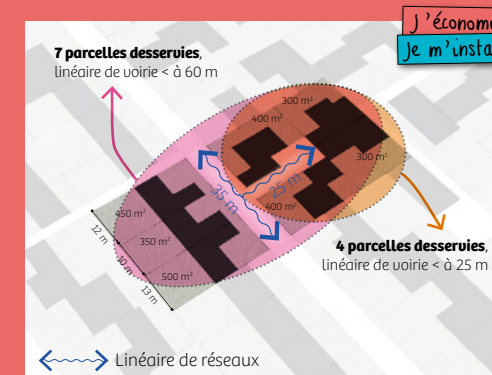 J'économ
Je m'insta
7 parcelles desservies,
linéaire de voirie < à 60 m
300 m²
400 m²
300 m²
35 m
25 m
400 m²
450 m²
350 m²
500 m²
12 m
10 m
13 m
4 parcelles desservies,
linéaire de voirie < à 25 m
Linéaire de réseaux